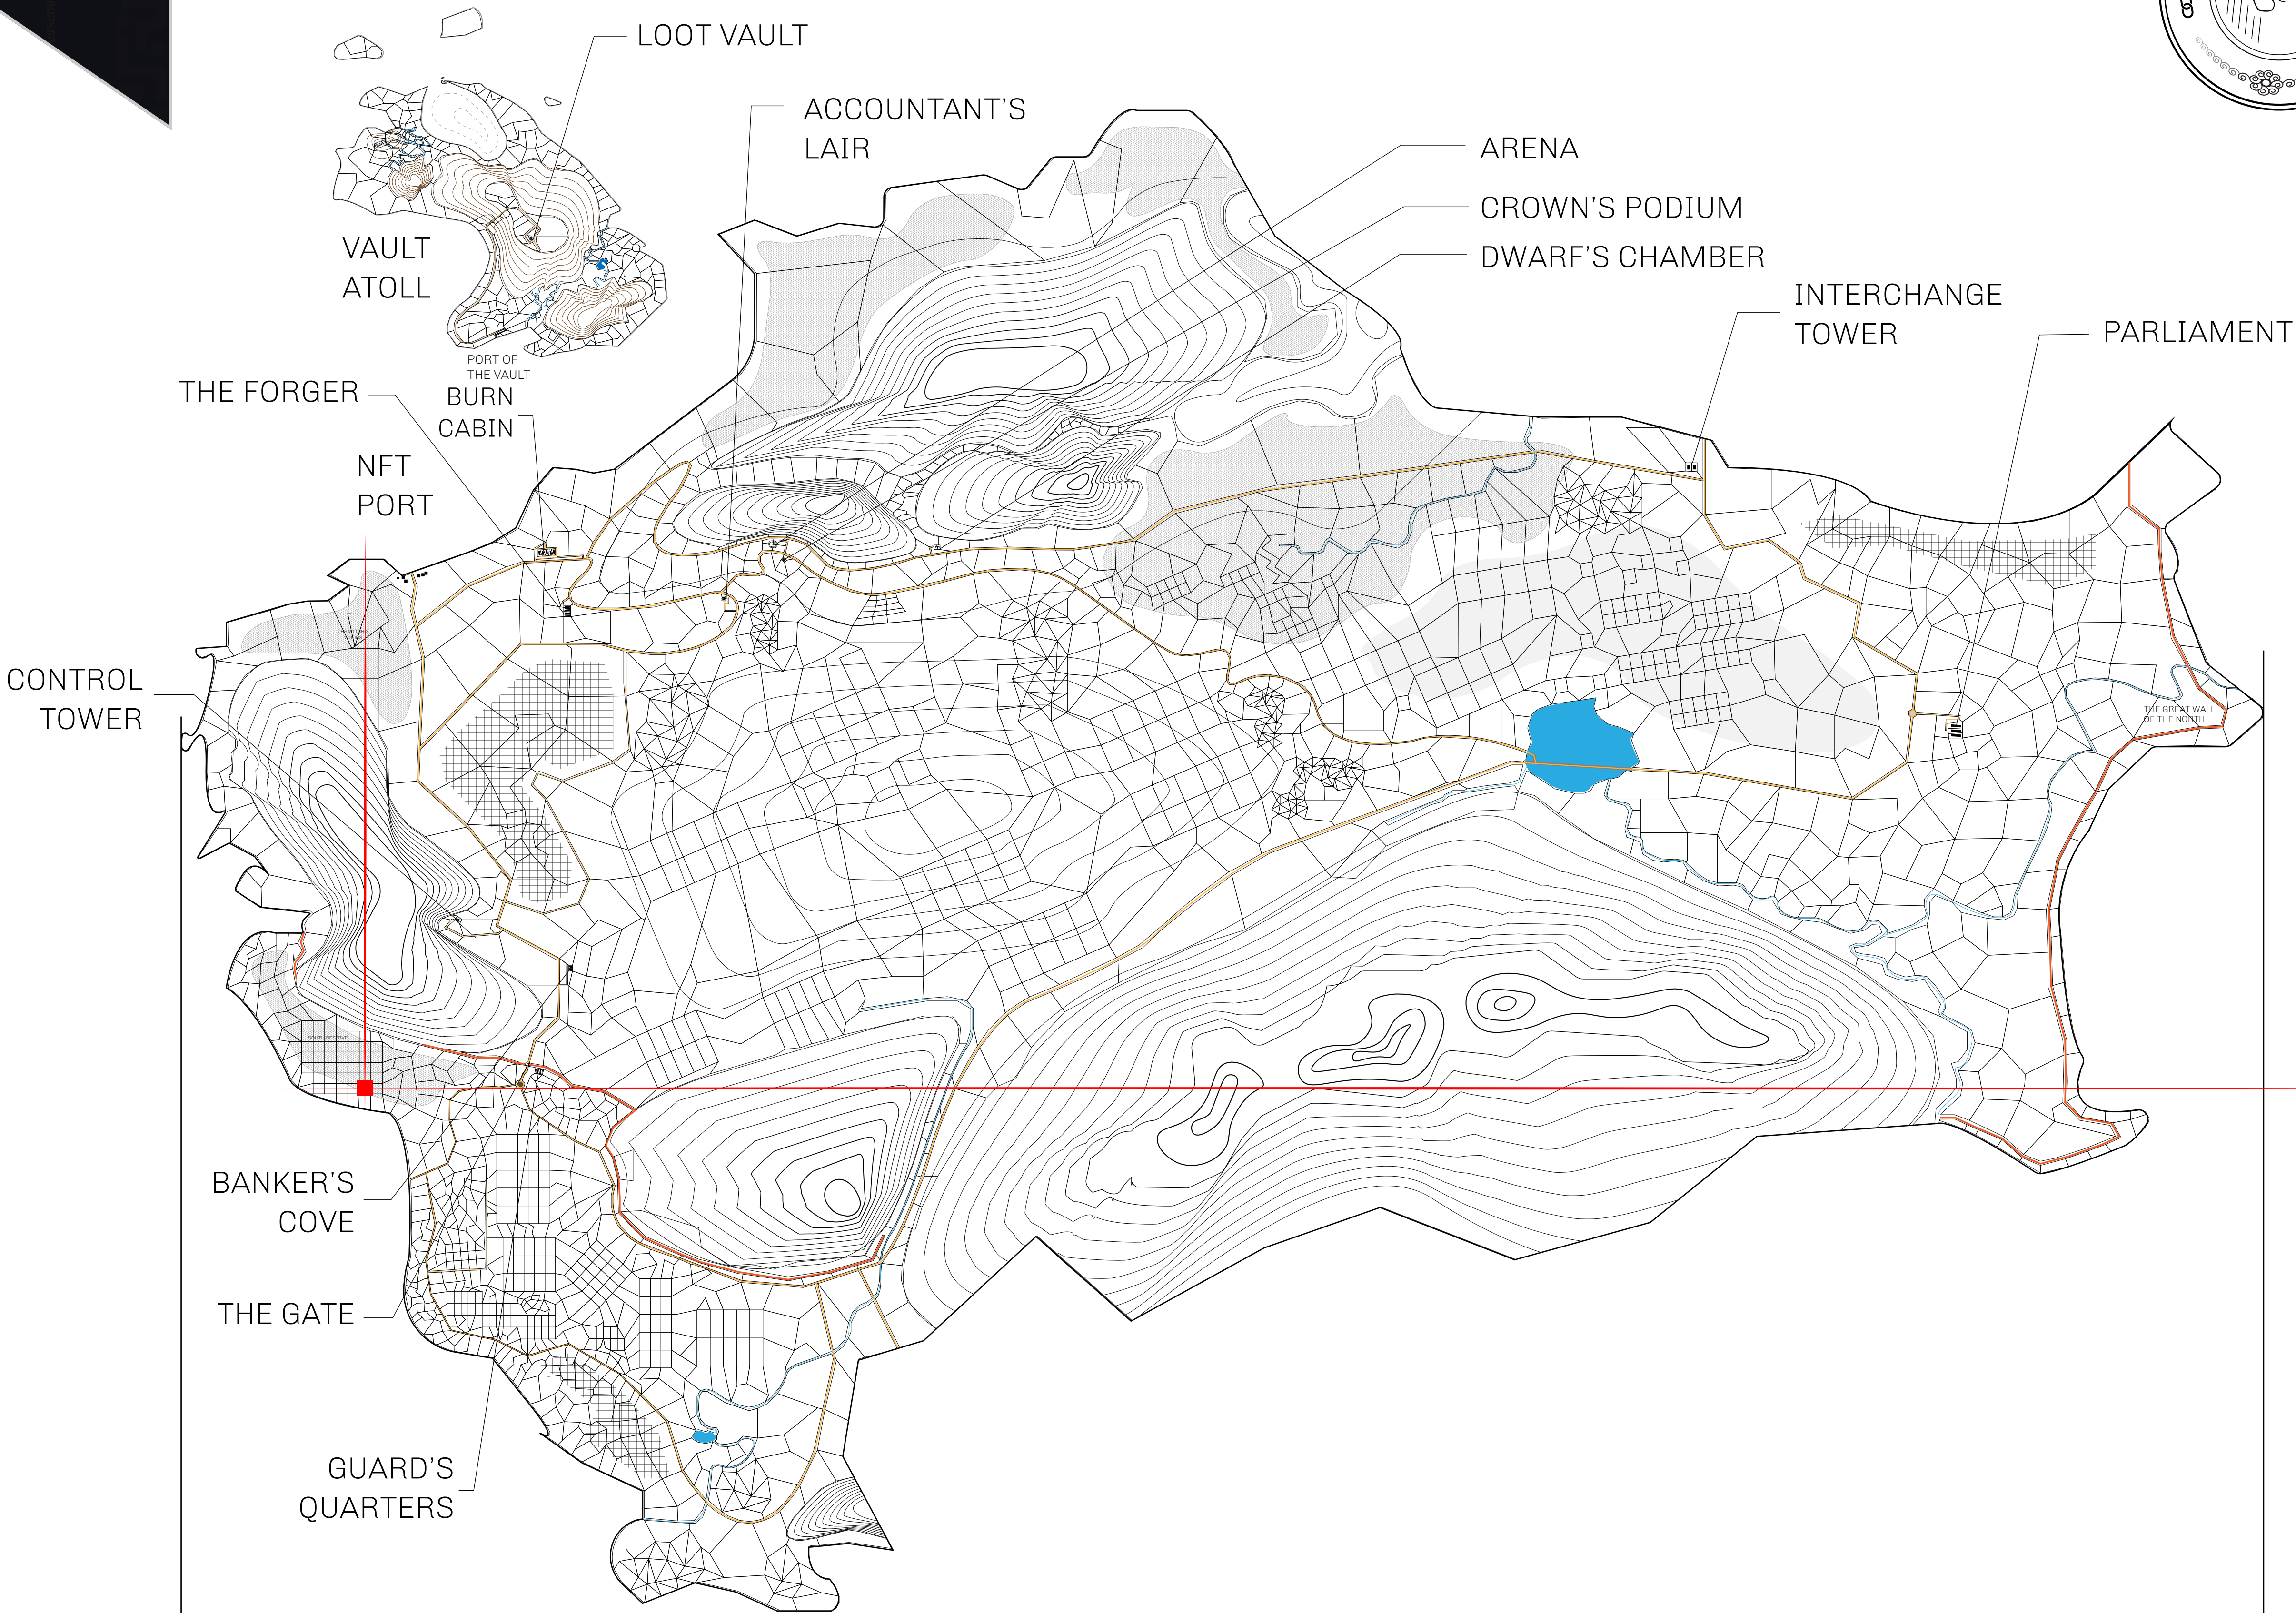 LOOT VAULT
ACCOUNTANT'S
LAIR
ARENA
CROWN'S PODIUM
DWARF'S CHAMBER
VAULT
ATOLL
INTERCHANGE
TOWER
PARLIAMENT
PORT OF
THE VAULT
THE FORGER
BURN
CABIN
NFT
PORT
CONTROL
TOWER
THE GREAT WALL
OF THE NORTH
SOUTH RESERVE
BANKER'S
COVE
THE GATE
GUARD'S
QUARTERS